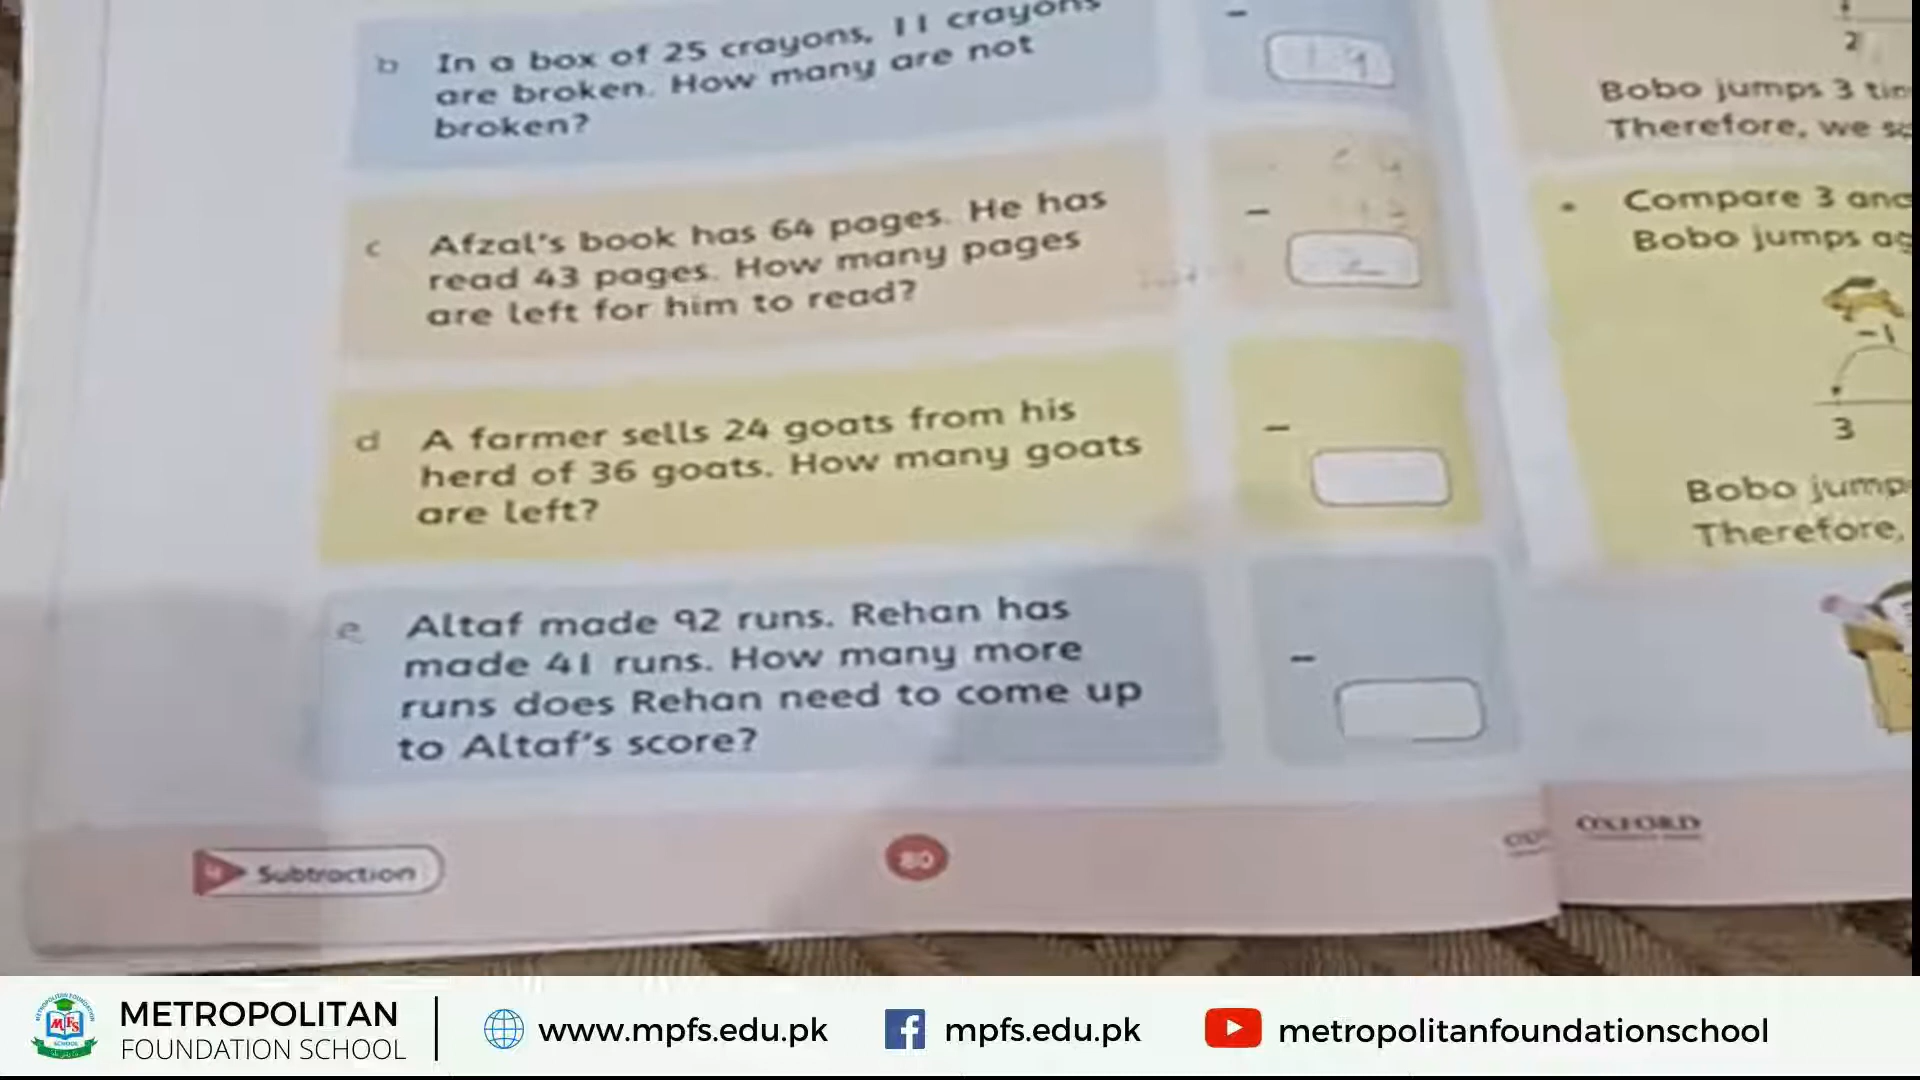 b In a box of 25 crayons, 11 crayons
are broken. How many are not
broken?
-
c Afzal's book has 64 pages. He has
read 43 pages. How many pages
are left for him to read?
-
d A farmer sells 24 goats from his
herd of 36 goats. How many goats
are left?
-
e Altaf made 92 runs. Rehan has
made 41 runs. How many more
runs does Rehan need to come up
to Altaf's score?
-
4 Subtraction
80
2
Bobo jumps 3
Therefore, we
• Compare 3
Bobo jumps
-1
3
Bobo
Therefore,
OXFORD
METROPOLITAN
FOUNDATION SCHOOL
www.mpfs.edu.pk
mpfs.edu.pk
metropolitanfoundationschool
MFS
SCHOOL